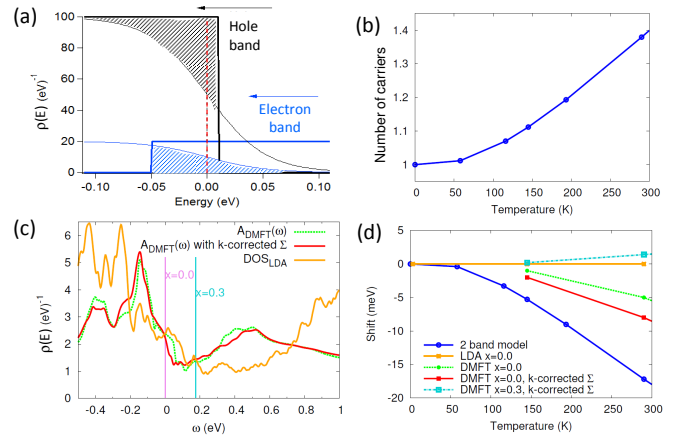 (a)
Hole
band
Electron
band
ρ(E) (eV)⁻¹
100
80
60
40
20
0
-0.10
-0.05
0.00
0.05
0.10
Energy (eV)
(b)
Number of carriers
1.4
1.3
1.2
1.1
1.0
0
50
100
150
200
250
300
Temperature (K)
(c)
A_DMFT(ω)
A_DMFT(ω) with k-corrected Σ
DOS_LDA
x=0.0
x=0.3
ρ(E) (eV)⁻¹
6
5
4
3
2
1
0
-0.4
-0.2
0
0.2
0.4
0.6
0.8
1
ω (eV)
(d)
Shift (meV)
5
0
-5
-10
-15
-20
2 band model
LDA x=0.0
DMFT x=0.0
DMFT x=0.0, k-corrected Σ
DMFT x=0.3, k-corrected Σ
0
50
100
150
200
250
300
Temperature (K)